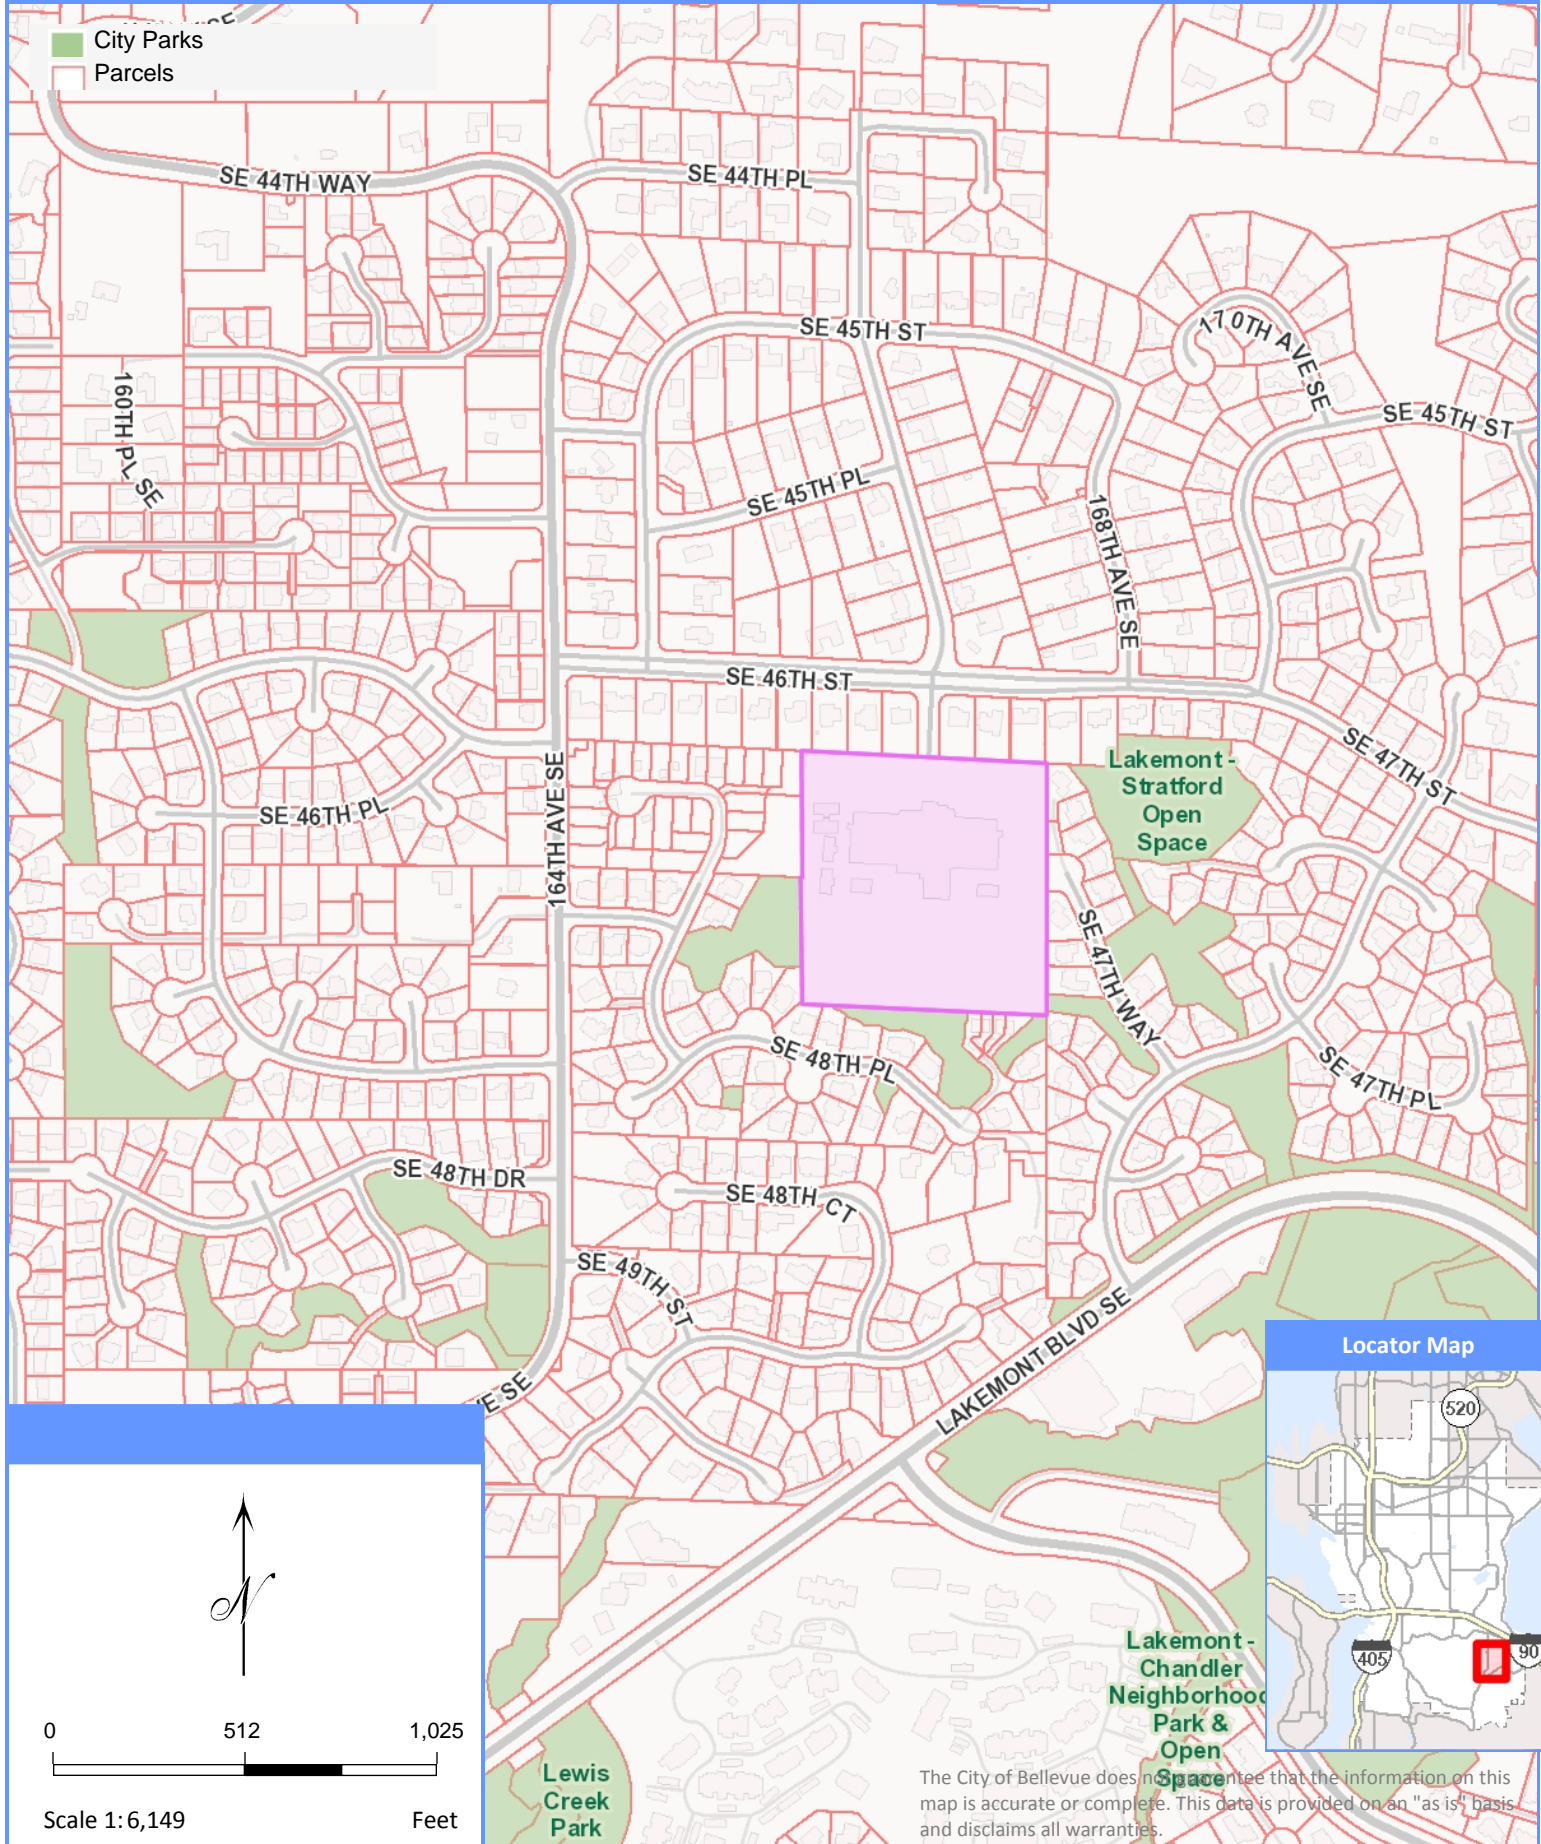 City Parks
Parcels
SE 44TH WAY
SE 44TH PL
SE 45TH ST
170TH AVE SE
SE 45TH ST
160TH PL SE
SE 45TH PL
168TH AVE SE
SE 46TH ST
SE 47TH ST
Lakemont -
Stratford
Open
Space
164TH AVE SE
SE 46TH PL
SE 47TH WAY
SE 48TH PL
SE 47TH PL
SE 48TH DR
SE 48TH CT
SE 49TH ST
LAKEMONT BLVD SE
Locator Map
520
405
90
N
0 512 1,025
Scale 1: 6,149 Feet
Lewis
Creek
Park
Lakemont -
Chandler
Neighborhood
Park &
Open
Space
The City of Bellevue does not guarantee that the information on this
map is accurate or complete. This data is provided on an "as is" basis
and disclaims all warranties.